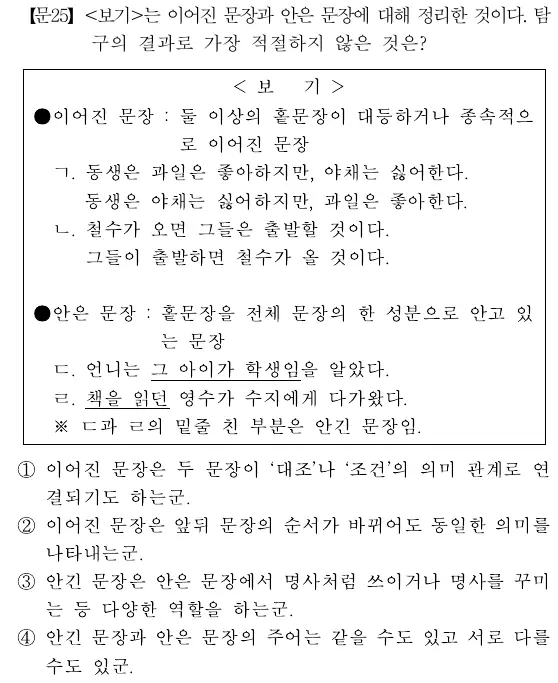 【문25】 <보기>는 이어진 문장과 안은 문장에 대해 정리한 것이다. 탐
구의 결과로 가장 적절하지 않은 것은?
< 보 기 >
●이어진 문장 : 둘 이상의 홑문장이 대등하거나 종속적으
로 이어진 문장
ㄱ. 동생은 과일은 좋아하지만, 야채는 싫어한다.
동생은 야채는 싫어하지만, 과일은 좋아한다.
ㄴ. 철수가 오면 그들은 출발할 것이다.
그들이 출발하면 철수가 올 것이다.
●안은 문장 : 홑문장을 전체 문장의 한 성분으로 안고 있
는 문장
ㄷ. 언니는 그 아이가 학생임을 알았다.
ㄹ. 책을 읽던 영수가 수지에게 다가왔다.
※ ㄷ과 ㄹ의 밑줄 친 부분은 안긴 문장임.
① 이어진 문장은 두 문장이 ‘대조’나 ‘조건’의 의미 관계로 연
결되기도 하는군.
② 이어진 문장은 앞뒤 문장의 순서가 바뀌어도 동일한 의미를
나타내는군.
③ 안긴 문장은 안은 문장에서 명사처럼 쓰이거나 명사를 꾸미
는 등 다양한 역할을 하는군.
④ 안긴 문장과 안은 문장의 주어는 같을 수도 있고 서로 다를
수도 있군.